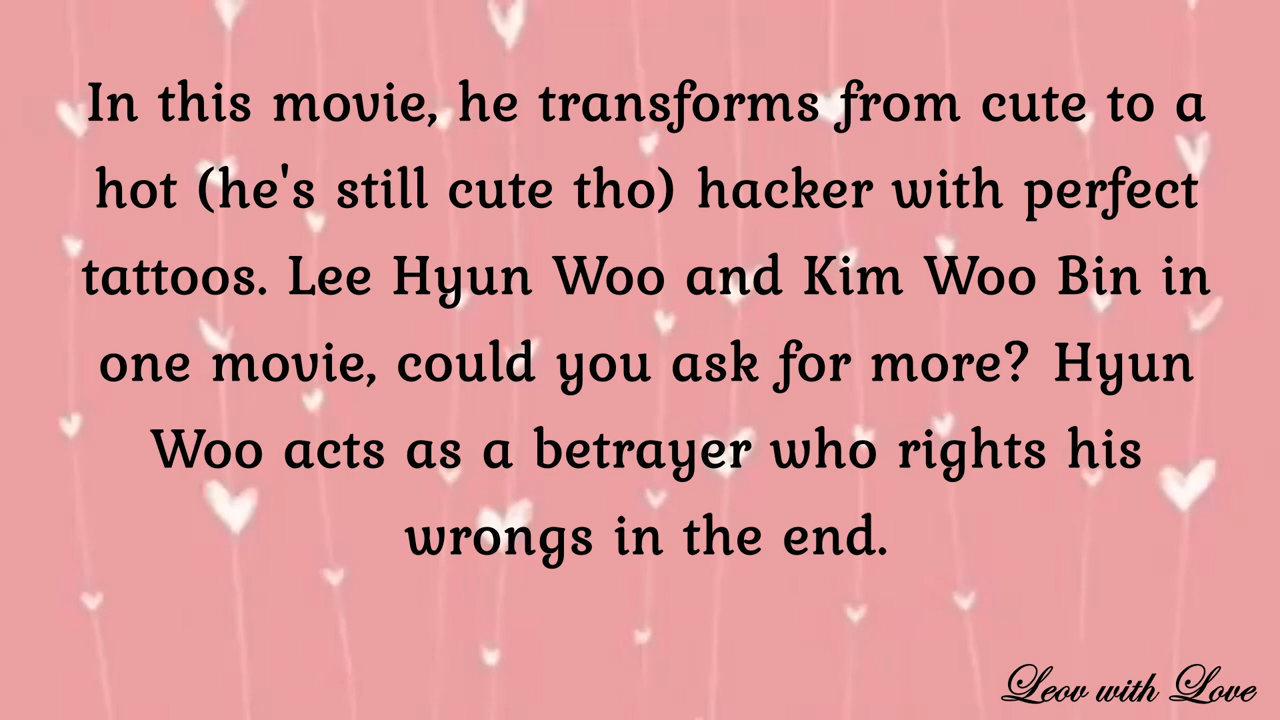 In this movie, he transforms from cute to a
hot (he's still cute tho) hacker with perfect
tattoos. Lee Hyun Woo and Kim Woo Bin in
one movie, could you ask for more? Hyun
Woo acts as a betrayer who rights his
wrongs in the end.
Leov with Love